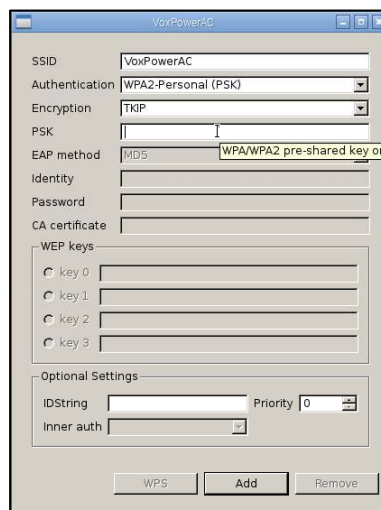 VoxPowerAC
SSID VoxPowerAC
Authentication WPA2-Personal (PSK)
Encryption TKIP
PSK
WPA/WPA2 pre-shared key or
EAP method MD5
Identity
Password
CA certificate
WEP keys
key 0
key 1
key 2
key 3
Optional Settings
IDString Priority 0
Inner auth
WPS Add Remove